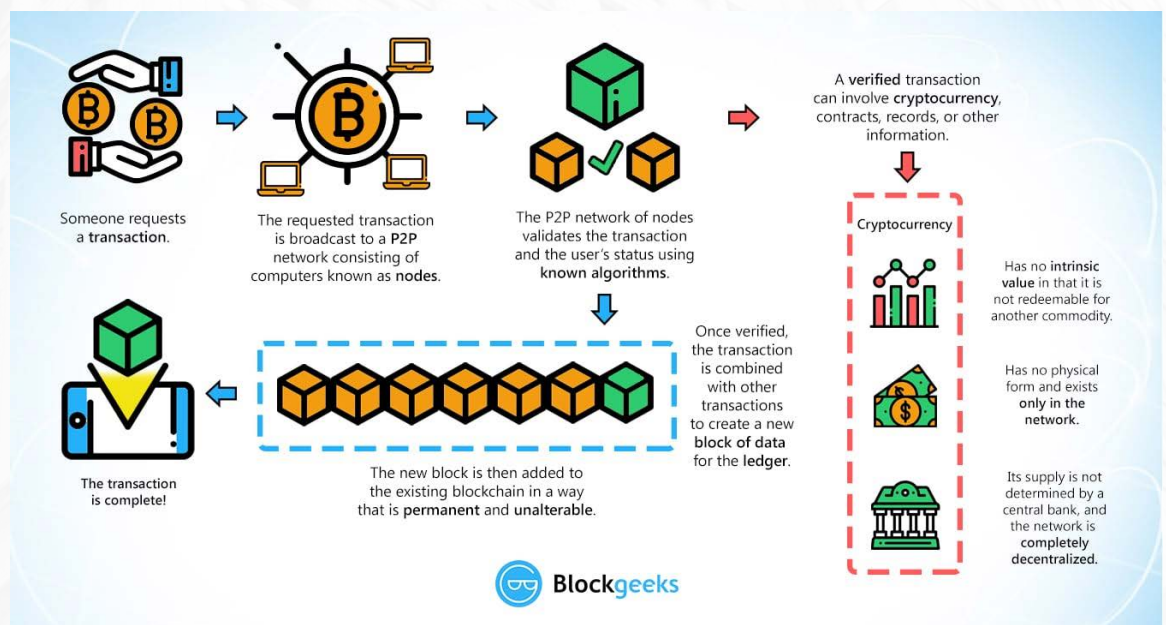 Someone requests
a transaction.
The requested transaction
is broadcast to a P2P
network consisting of
computers known as nodes.
The P2P network of nodes
validates the transaction
and the user's status using
known algorithms.
A verified transaction
can involve cryptocurrency,
contracts, records, or other
information.
Cryptocurrency
Has no intrinsic
value in that it is
not redeemable for
another commodity.
$
Has no physical
form and exists
only in the
network.
Its supply is not
determined by a
central bank, and
the network is
completely
decentralized.
Once verified,
the transaction
is combined
with other
transactions
to create a new
block of data
for the ledger.
The new block is then added to
the existing blockchain in a way
that is permanent and unalterable.
The transaction
is complete!
Blockgeeks